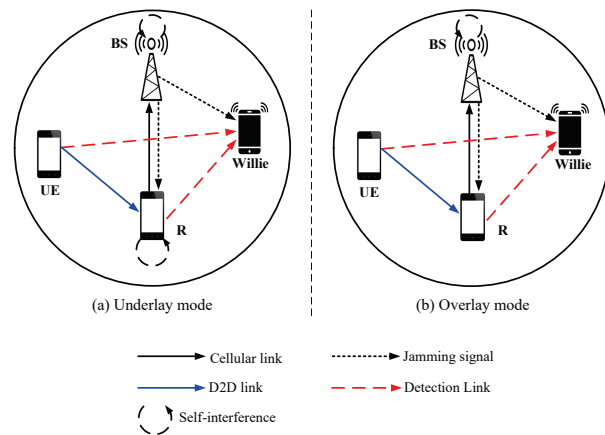 BS
UE
Willie
R
(a) Underlay mode
BS
UE
Willie
R
(b) Overlay mode
Cellular link
Jamming signal
D2D link
Detection Link
Self-interference